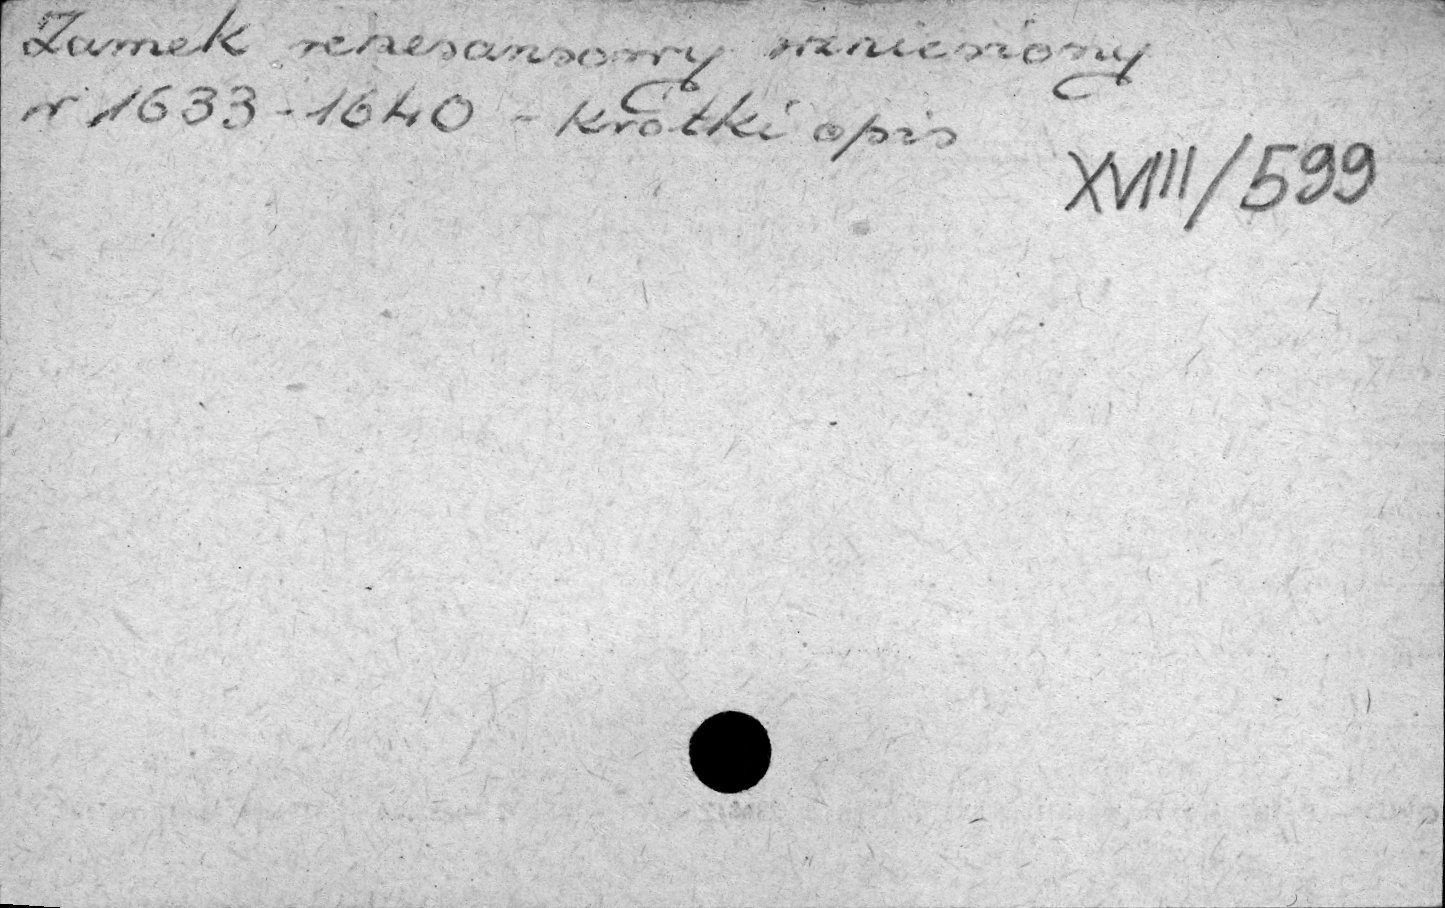 Zamek renesansowy wzniesiony
w 1633-1640 - krótki opis
XVIII/599